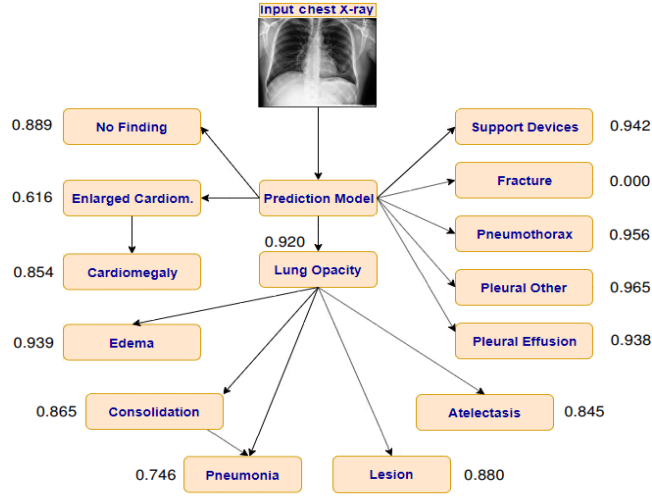 Input chest X-ray
0.889
No Finding
Support Devices
0.942
Fracture
0.000
0.616
Enlarged Cardiom.
Prediction Model
Pneumothorax
0.956
0.920
0.854
Cardiomegaly
Lung Opacity
Pleural Other
0.965
0.939
Edema
Pleural Effusion
0.938
0.865
Consolidation
Atelectasis
0.845
0.746
Pneumonia
Lesion
0.880